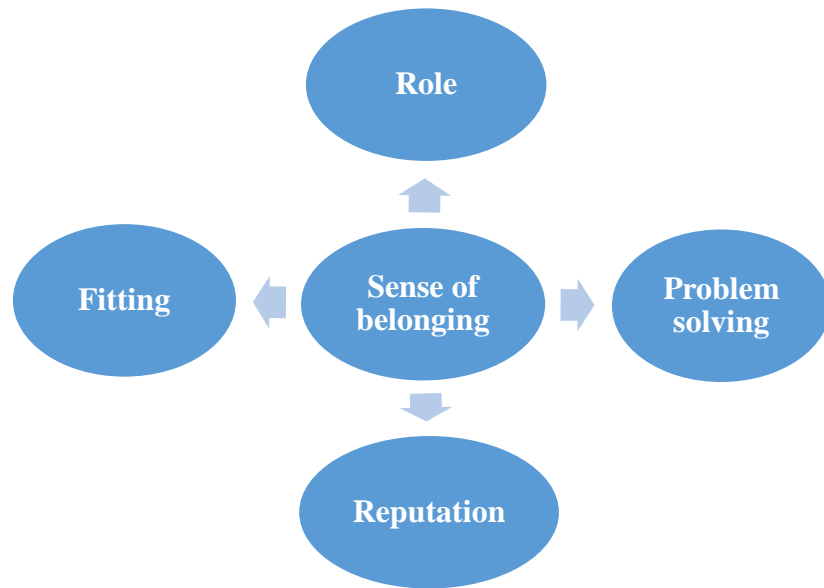 Role
Fitting
Sense of
belonging
Problem
solving
Reputation